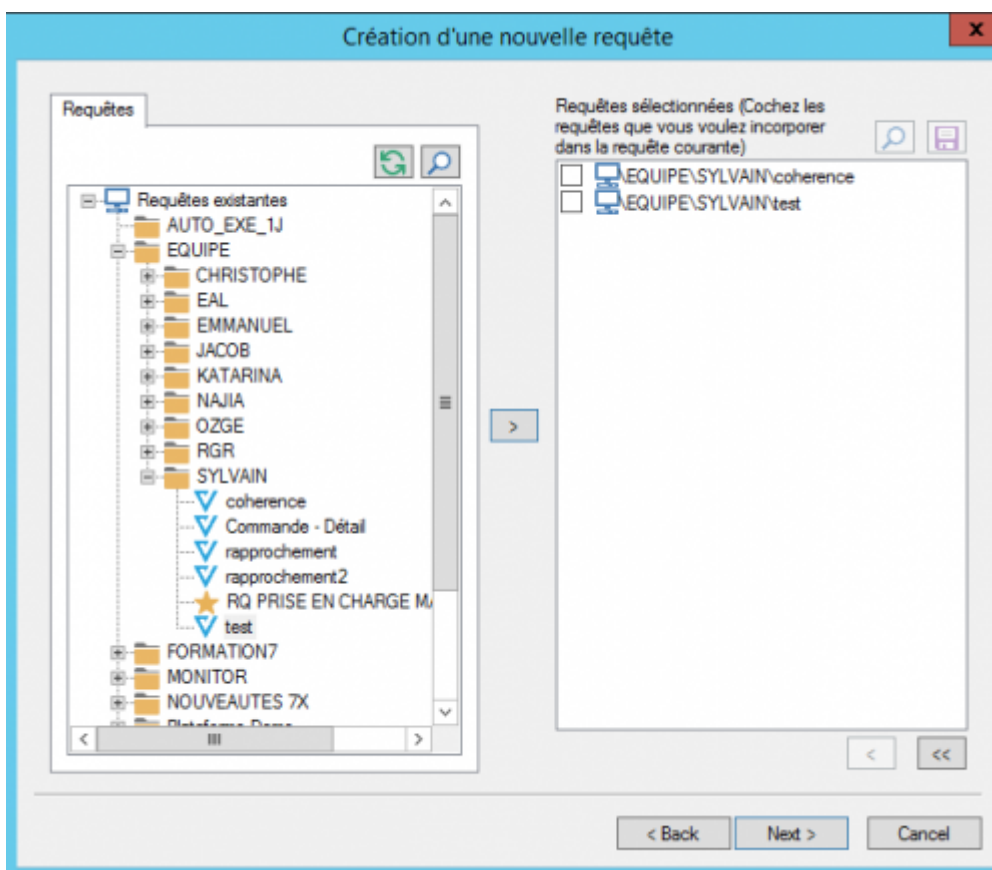 Création d'une nouvelle requête
x
Requêtes
Requêtes sélectionnées (Cochez les
requêtes que vous voulez incorporer
dans la requête courante)
Requêtes existantes
AUTO_EXE_1J
EQUIPE
CHRISTOPHE
EAL
EMMANUEL
JACOB
KATARINA
NAJIA
OZGE
RGR
SYLVAIN
coherence
Commande - Détail
rapprochement
rapprochement2
RQ PRISE EN CHARGE
test
FORMATION7
MONITOR
NOUVEAUTES 7X
>
\EQUIPE\SYLVAIN\coherence
\EQUIPE\SYLVAIN\test
<
<<
< Back
Next >
Cancel